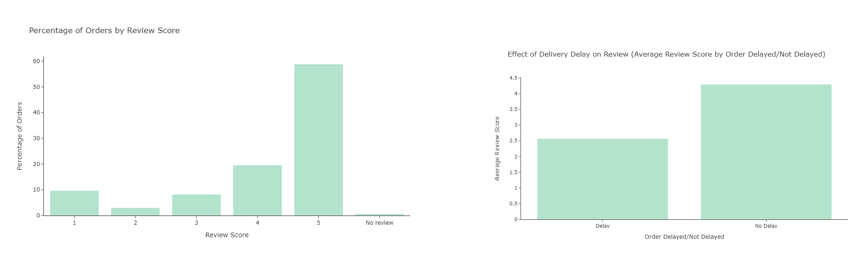 Percentage of Orders by Review Score
60
50
40
30
20
10
0
Percentage of Orders
1 2 3 4 5 No review
Review Score
Effect of Delivery Delay on Review (Average Review Score by Order Delayed/Not Delayed)
4.5
4
3.5
3
2.5
2
1.5
1
0.5
0
Average Review Score
Delay No Delay
Order Delayed/Not Delayed